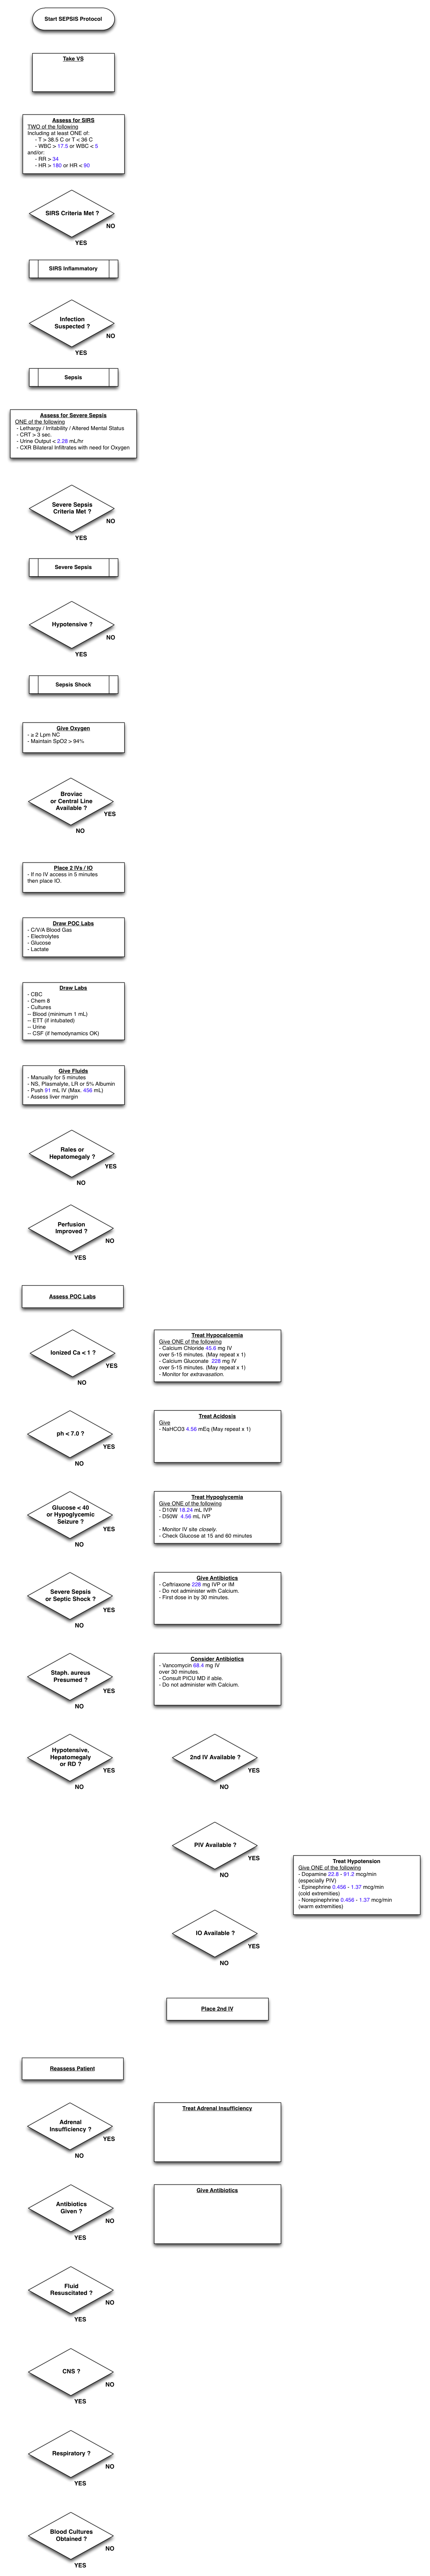 Start SEPSIS Protocol
Take VS
Assess for SIRS
TWO of the following
Including at least ONE of:
- T > 38.5 C or T < 36 C
- WBC > 17.5 or WBC < 5
and/or:
- RR > 34
- HR > 180 or HR < 90
SIRS Criteria Met ?
NO
YES
SIRS Inflammatory
Infection
Suspected ?
NO
YES
Sepsis
Assess for Severe Sepsis
ONE of the following
- Lethargy / Irritability / Altered Mental Status
- CRT > 3 sec.
- Urine Output < 2.28 mL/hr
- CXR Bilateral Infiltrates with need for Oxygen
Severe Sepsis
Criteria Met ?
NO
YES
Severe Sepsis
Hypotensive ?
NO
YES
Sepsis Shock
Give Oxygen
- ≥ 2 Lpm NC
- Maintain SpO2 > 94%
Broviac
or Central Line
Available ?
YES
NO
Place 2 IVs / IO
- If no IV access in 5 minutes
then place IO.
Draw POC Labs
- C/V/A Blood Gas
- Electrolytes
- Glucose
- Lactate
Draw Labs
- CBC
- Chem 8
- Cultures
-- Blood (minimum 1 mL)
-- ETT (if intubated)
-- Urine
-- CSF (if hemodynamics OK)
Give Fluids
- Manually for 5 minutes
- NS, Plasmalyte, LR or 5% Albumin
- Push 91 mL IV (Max. 456 mL)
- Assess liver margin
Rales or
Hepatomegaly ?
YES
NO
Perfusion
Improved ?
NO
YES
Assess POC Labs
Ionized Ca < 1 ?
YES
NO
Treat Hypocalcemia
Give ONE of the following
- Calcium Chloride 45.6 mg IV
over 5-15 minutes. (May repeat x 1)
- Calcium Gluconate 228 mg IV
over 5-15 minutes. (May repeat x 1)
- Monitor for extravasation.
ph < 7.0 ?
YES
NO
Treat Acidosis
Give
- NaHCO3 4.56 mEq (May repeat x 1)
Glucose < 40
or Hypoglycemic
Seizure ?
YES
NO
Treat Hypoglycemia
Give ONE of the following
- D10W 18.24 mL IVP
- D50W 4.56 mL IVP
- Monitor IV site closely.
- Check Glucose at 15 and 60 minutes
Severe Sepsis
or Septic Shock ?
YES
NO
Give Antibiotics
- Ceftriaxone 228 mg IVP or IM
- Do not administer with Calcium.
- First dose in by 30 minutes.
Staph. aureus
Presumed ?
YES
NO
Consider Antibiotics
- Vancomycin 68.4 mg IV
over 30 minutes.
- Consult PICU MD if able.
- Do not administer with Calcium.
Hypotensive,
Hepatomegaly
or RD ?
YES
NO
2nd IV Available ?
YES
NO
PIV Available ?
YES
NO
Treat Hypotension
Give ONE of the following
- Dopamine 22.8 - 91.2 mcg/min
(especially PIV)
- Epinephrine 0.456 - 1.37 mcg/min
(cold extremities)
- Norepinephrine 0.456 - 1.37 mcg/min
(warm extremities)
IO Available ?
YES
NO
Place 2nd IV
Reassess Patient
Adrenal
Insufficiency ?
YES
NO
Treat Adrenal Insufficiency
Antibiotics
Given ?
NO
YES
Give Antibiotics
Fluid
Resuscitated ?
NO
YES
CNS ?
NO
YES
Respiratory ?
NO
YES
Blood Cultures
Obtained ?
NO
YES